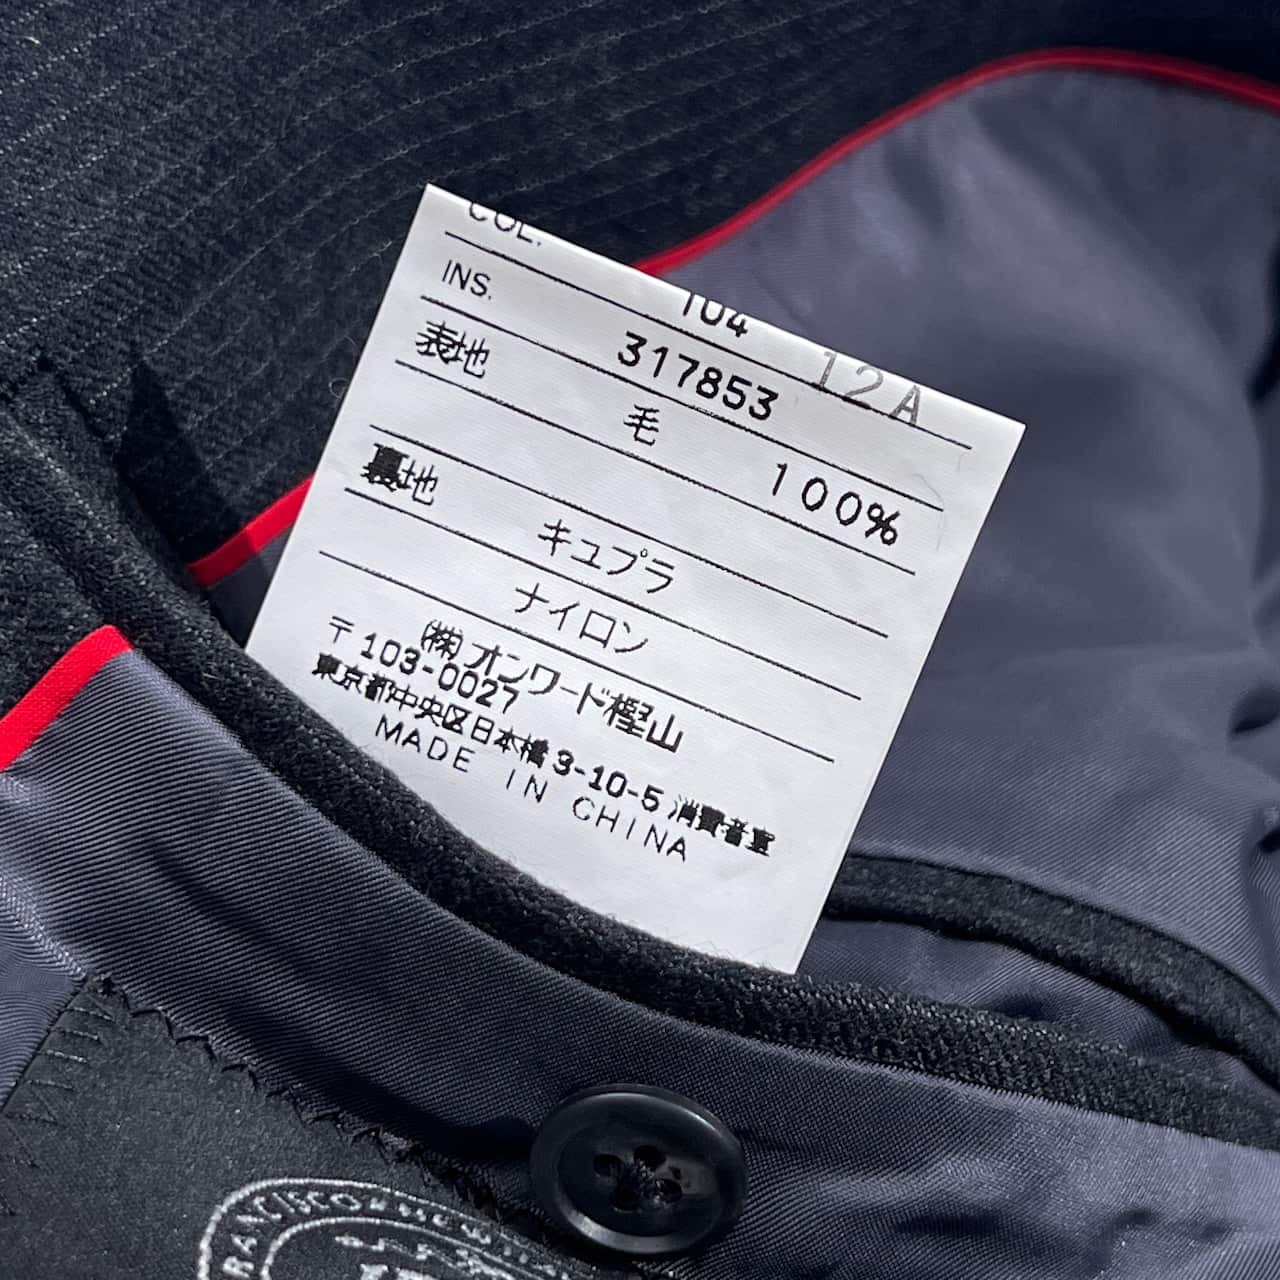 COL. 104 12A
INS. 317853
表地 毛 100%
裏地 キュプラ
ナイロン
(株)オンワード樫山
〒103-0027
東京都中央区日本橋3-10-5 消費者室
MADE IN CHINA